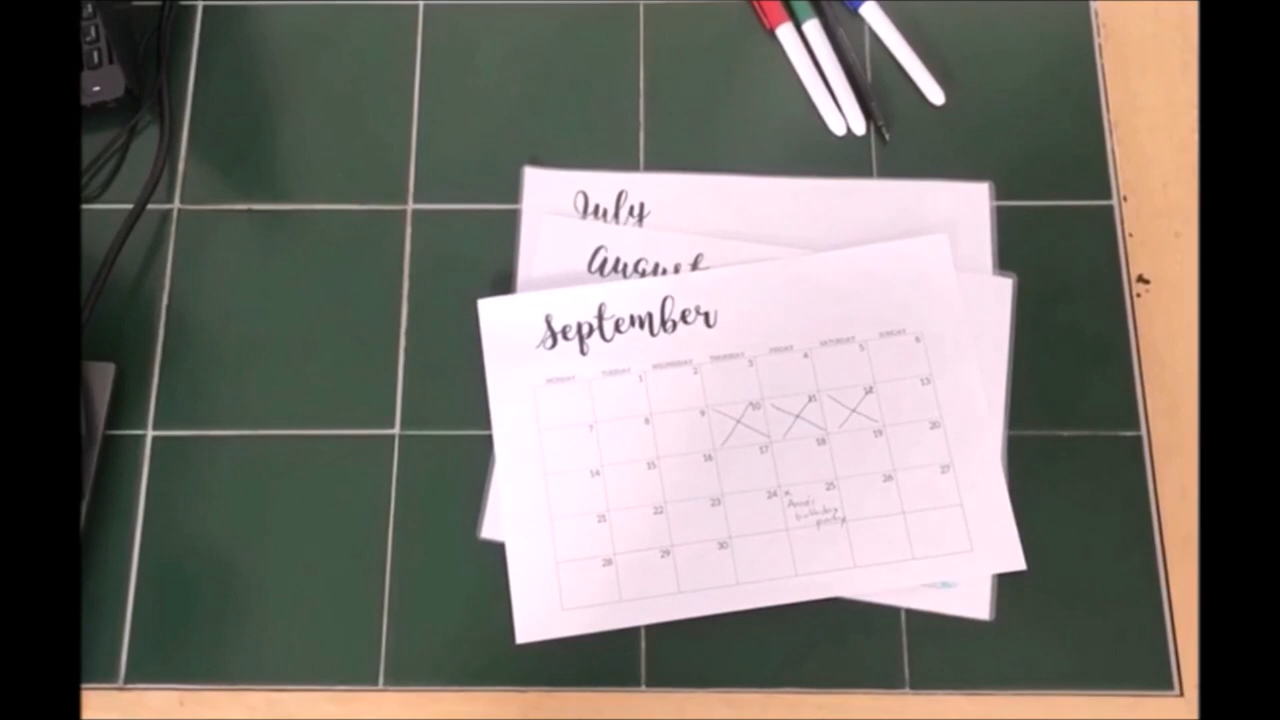 July
August
September
MONDAY TUESDAY WEDNESDAY THURSDAY FRIDAY SATURDAY SUNDAY
1 2 3 4 5 6
7 8 9 10 11 12 13
14 15 16 17 18 19 20
21 22 23 24 25 26 27
x
Anne's
birthday
party
28 29 30